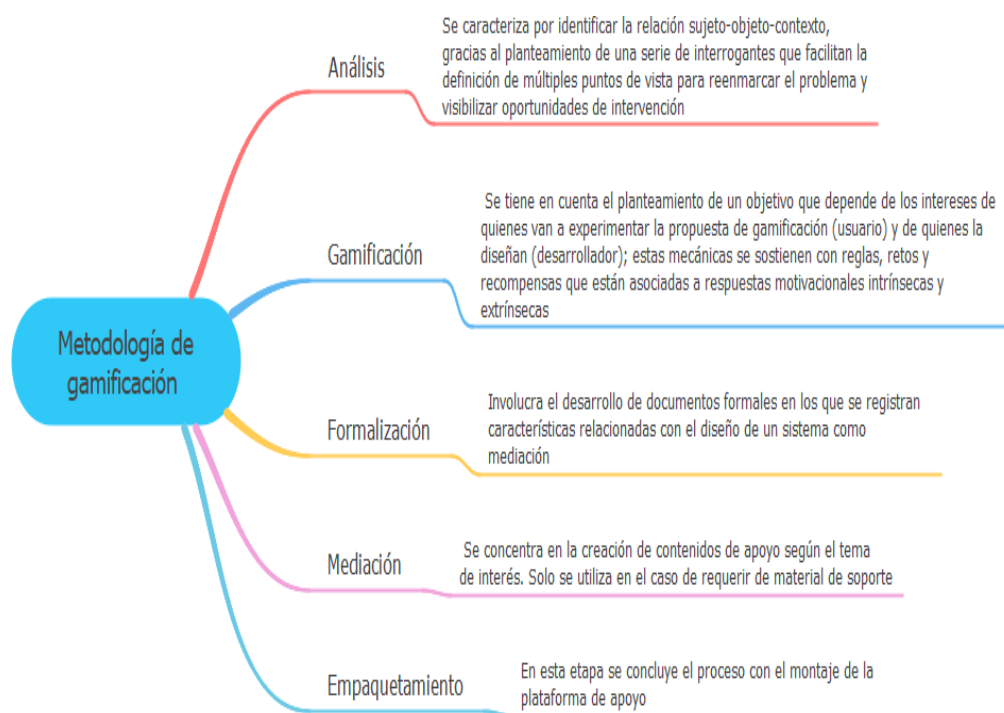 Metodología de
gamificación
Análisis
Se caracteriza por identificar la relación sujeto-objeto-contexto,
gracias al planteamiento de una serie de interrogantes que facilitan la
definición de múltiples puntos de vista para reenmarcar el problema y
visibilizar oportunidades de intervención
Gamificación
Se tiene en cuenta el planteamiento de un objetivo que depende de los intereses de
quienes van a experimentar la propuesta de gamificación (usuario) y de quienes la
diseñan (desarrollador); estas mecánicas se sostienen con reglas, retos y
recompensas que están asociadas a respuestas motivacionales intrínsecas y
extrínsecas
Formalización
Involucra el desarrollo de documentos formales en los que se registran
características relacionadas con el diseño de un sistema como
mediación
Mediación
Se concentra en la creación de contenidos de apoyo según el tema
de interés. Solo se utiliza en el caso de requerir de material de soporte
Empaquetamiento
En esta etapa se concluye el proceso con el montaje de la
plataforma de apoyo